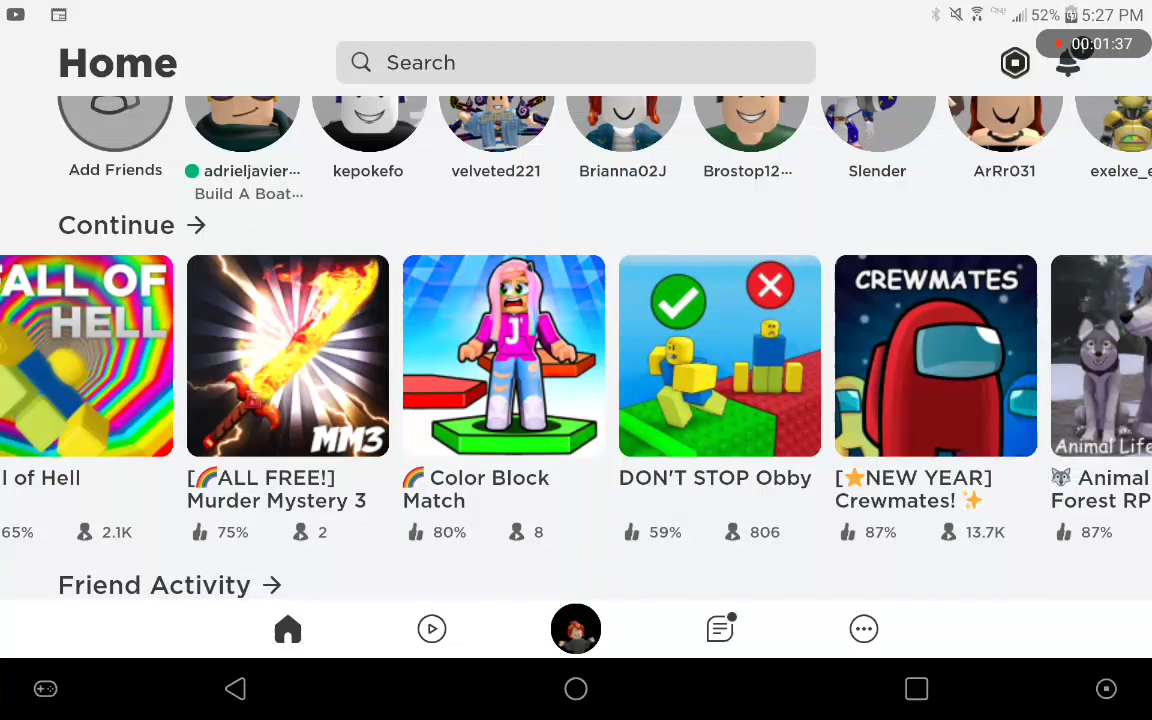 52% 5:27 PM
00:01:37
Home
Search
Add Friends
adrieljavier...
kepokefo
velveted221
Brianna02J
Brostop12...
Slender
ArRr031
exelxe_e
Build A Boat...
Continue →
FALL OF
HELL
MM3
J'
CREWMATES
Animal Life
l of Hell
[🌈ALL FREE!]
Murder Mystery 3
🌈 Color Block
Match
DON'T STOP Obby
[⭐NEW YEAR]
Crewmates! ✨
🐺 Animal
Forest RP
65% 2.1K
75% 2
80% 8
59% 806
87% 13.7K
87%
Friend Activity →